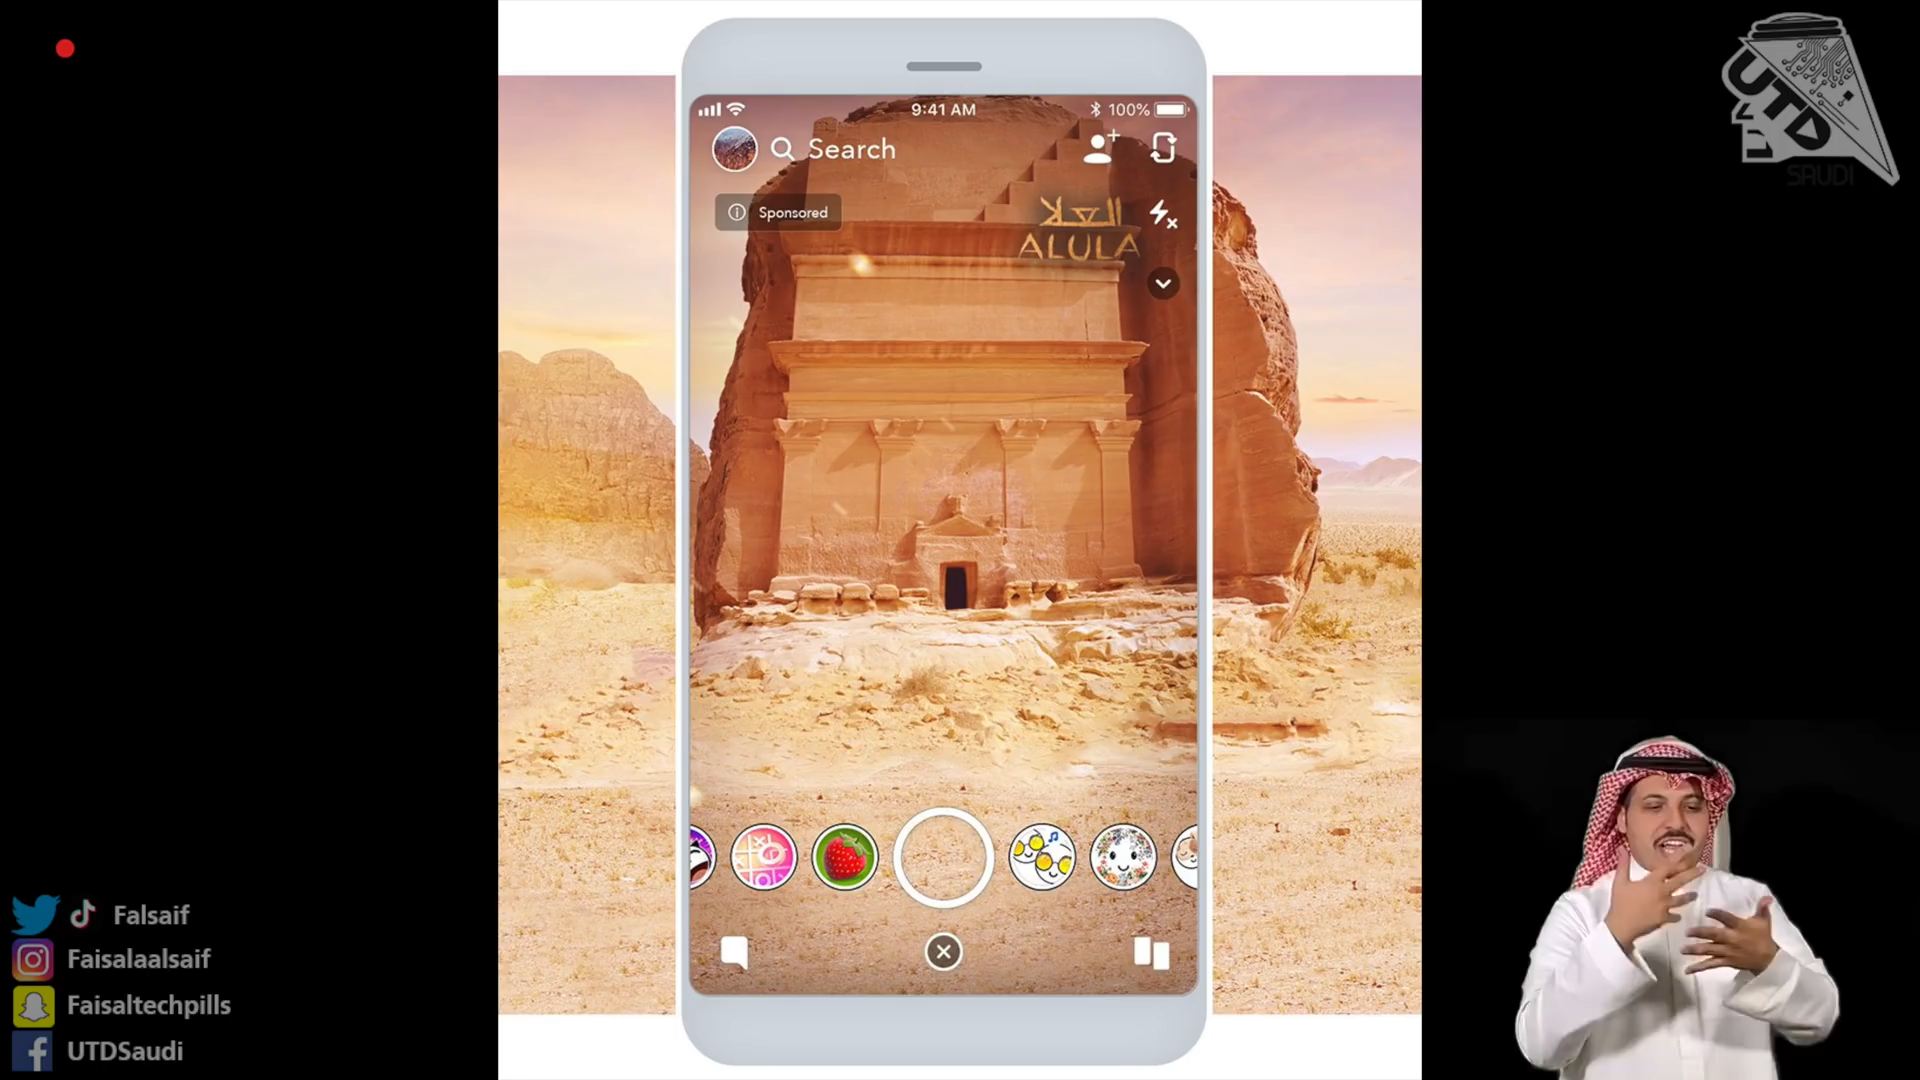 9:41 AM
100%
Search
Sponsored
العلا
ALULA
UTD
SAUDI
Falsaif
Faisalaalsaif
Faisaltechpills
UTDSaudi